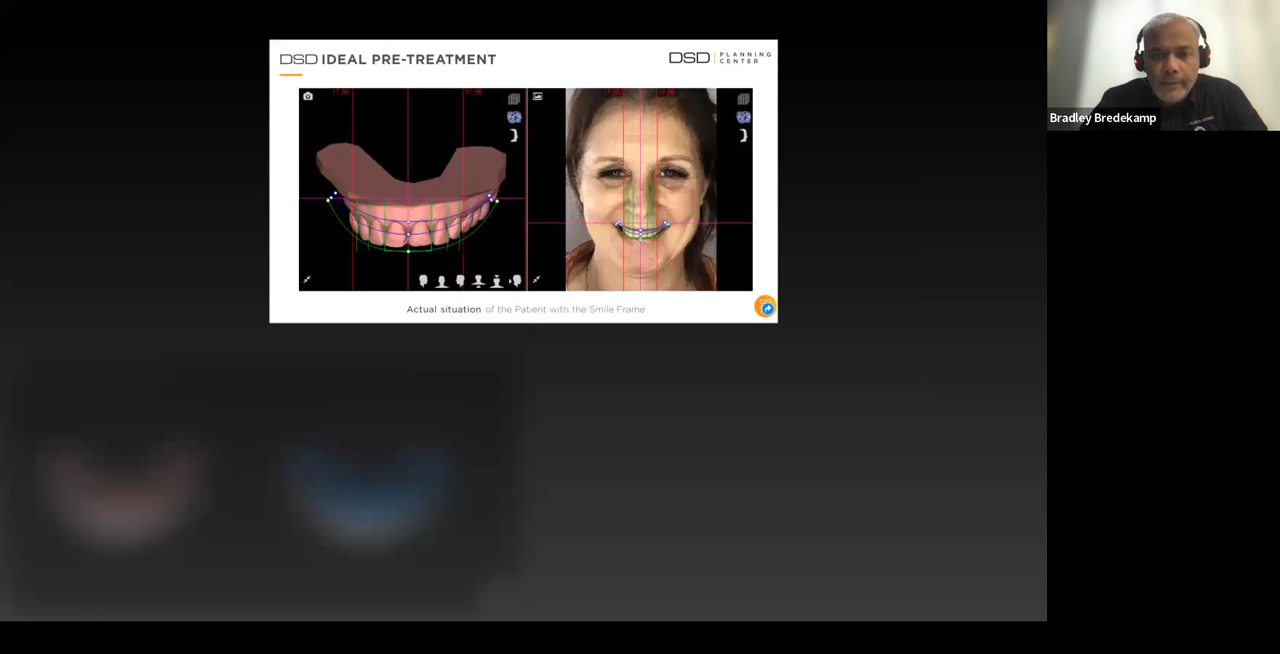 DSD IDEAL PRE-TREATMENT
DSD PLANNING CENTER
Actual situation of the Patient with the Smile Frame
Bradley Bredekamp